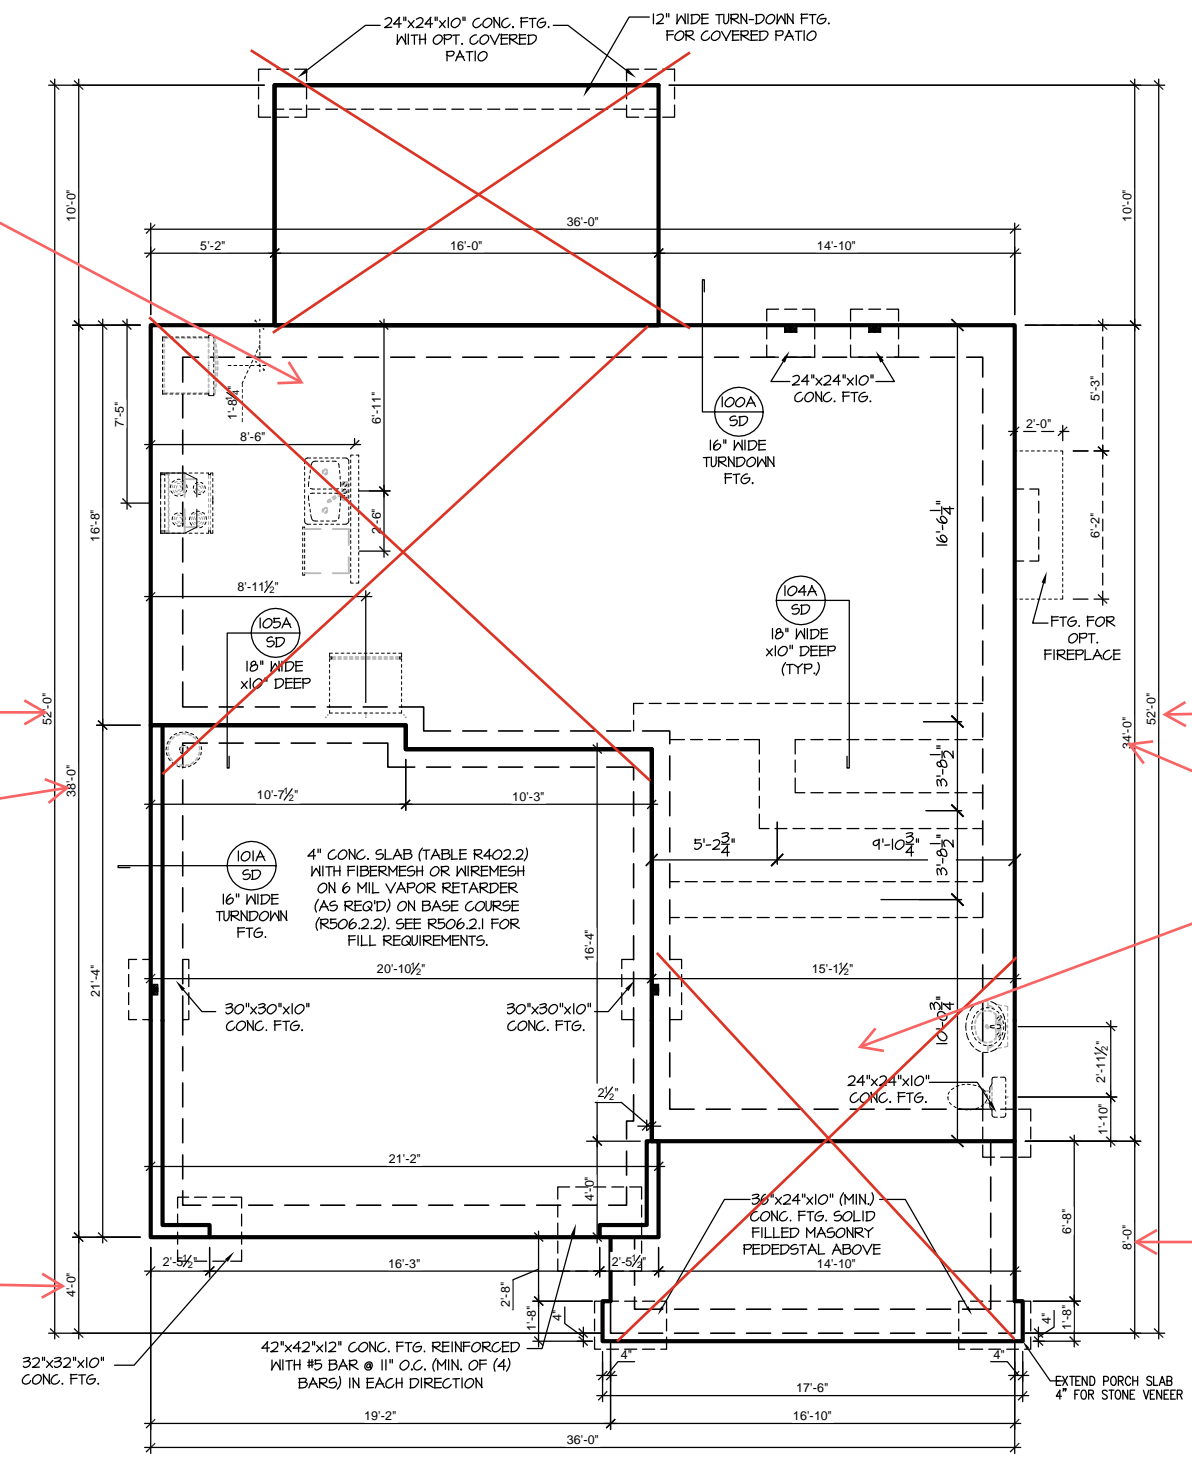 24"x24"x10" CONC. FTG.
WITH OPT. COVERED
PATIO
12" WIDE TURN-DOWN FTG.
FOR COVERED PATIO
10'-0"
10'-0"
36'-0"
5'-2"
16'-0"
14'-10"
7'-5"
1'-8¼"
6'-11"
8'-6"
24"x24"x10"
CONC. FTG.
5'-3"
2'-0"
100A
SD
16" WIDE
TURNDOWN
FTG.
16'-8"
2'-6"
16'-6¼"
6'-2"
8'-11½"
105A
SD
18" WIDE
x10" DEEP
104A
SD
18" WIDE
x10" DEEP
(TYP.)
FTG. FOR
OPT.
FIREPLACE
52'-0"
52'-0"
34'-0"
38'-0"
3'-8½"
10'-7½"
10'-3"
5'-2¾"
9'-10¾"
3'-8½"
101A
SD
16" WIDE
TURNDOWN
FTG.
4" CONC. SLAB (TABLE R402.2)
WITH FIBERMESH OR WIREMESH
ON 6 MIL VAPOR RETARDER
(AS REQ'D) ON BASE COURSE
(R506.2.2). SEE R506.2.1 FOR
FILL REQUIREMENTS.
16'-4"
21'-4"
20'-10½"
15'-1½"
30"x30"x10"
CONC. FTG.
30"x30"x10"
CONC. FTG.
10'-0¾"
2'-11½"
24"x24"x10"
CONC. FTG.
2½"
1'-10"
21'-2"
4'-0"
36"x24"x10" (MIN.)
CONC. FTG. SOLID
FILLED MASONRY
PEDEDSTAL ABOVE
6'-8"
8'-0"
2'-5½"
16'-3"
2'-5½"
14'-10"
4'-0"
2'-8"
1'-8"
4"
4"
1'-8"
32"x32"x10"
CONC. FTG.
42"x42"x12" CONC. FTG. REINFORCED
WITH #5 BAR @ 11" O.C. (MIN. OF (4)
BARS) IN EACH DIRECTION
4"
4"
17'-6"
EXTEND PORCH SLAB
4" FOR STONE VENEER
19'-2"
16'-10"
36'-0"